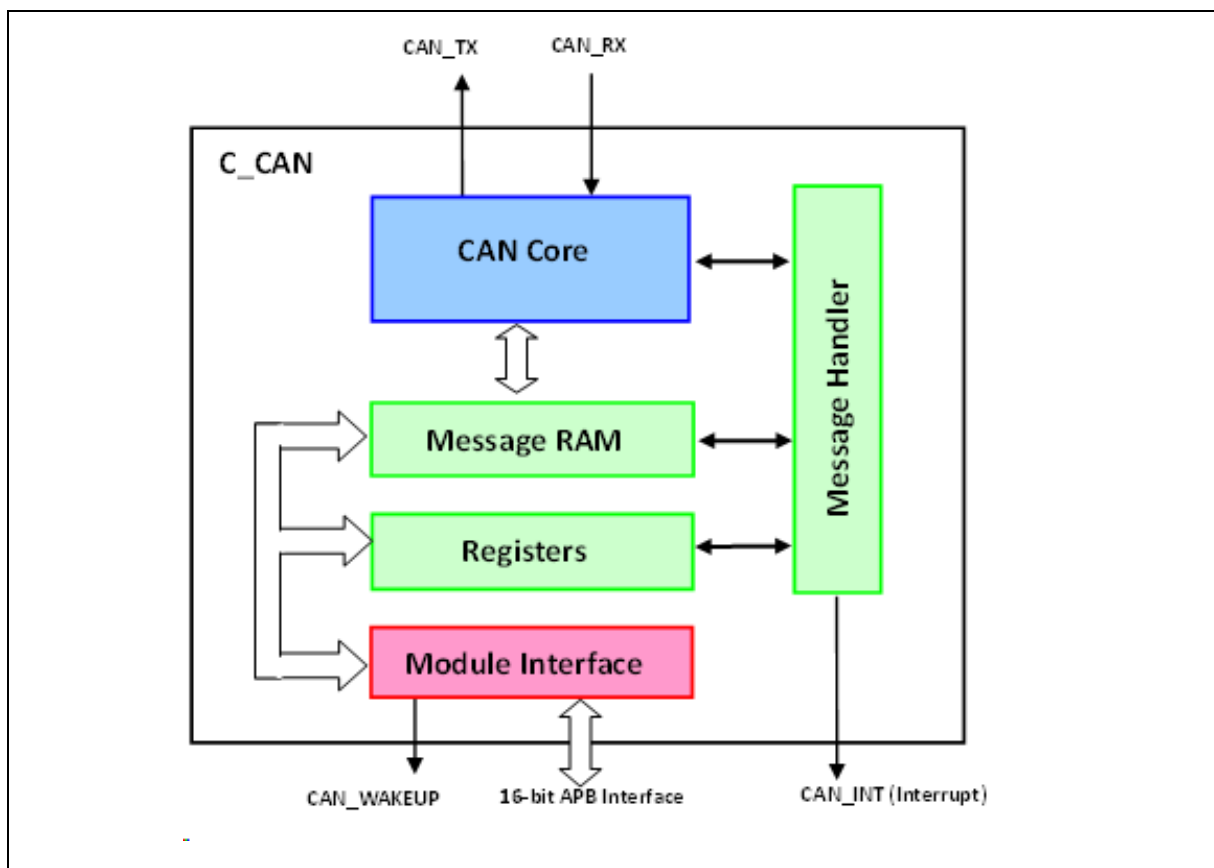 CAN_TX
CAN_RX
C_CAN
CAN Core
Message Handler
Message RAM
Registers
Module Interface
CAN_WAKEUP
16-bit APB Interface
CAN_INT (Interrupt)